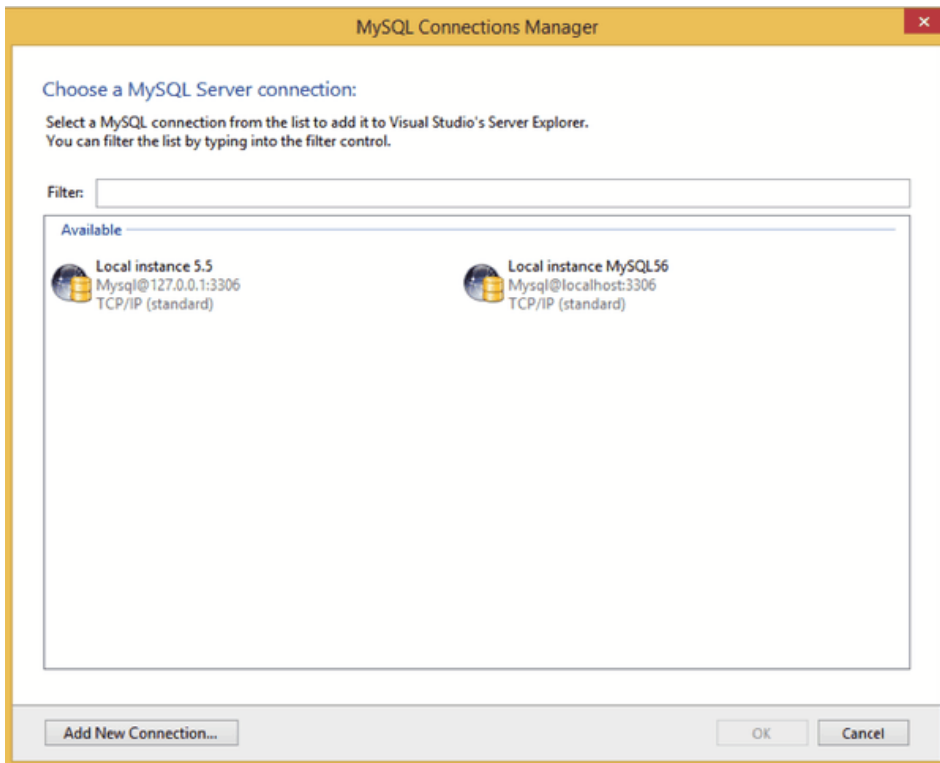 MySQL Connections Manager
Choose a MySQL Server connection:
Select a MySQL connection from the list to add it to Visual Studio's Server Explorer.
You can filter the list by typing into the filter control.
Filter:
Available
Local instance 5.5
Mysql@127.0.0.1:3306
TCP/IP (standard)
Local instance MySQL56
Mysql@localhost:3306
TCP/IP (standard)
Add New Connection...
OK
Cancel